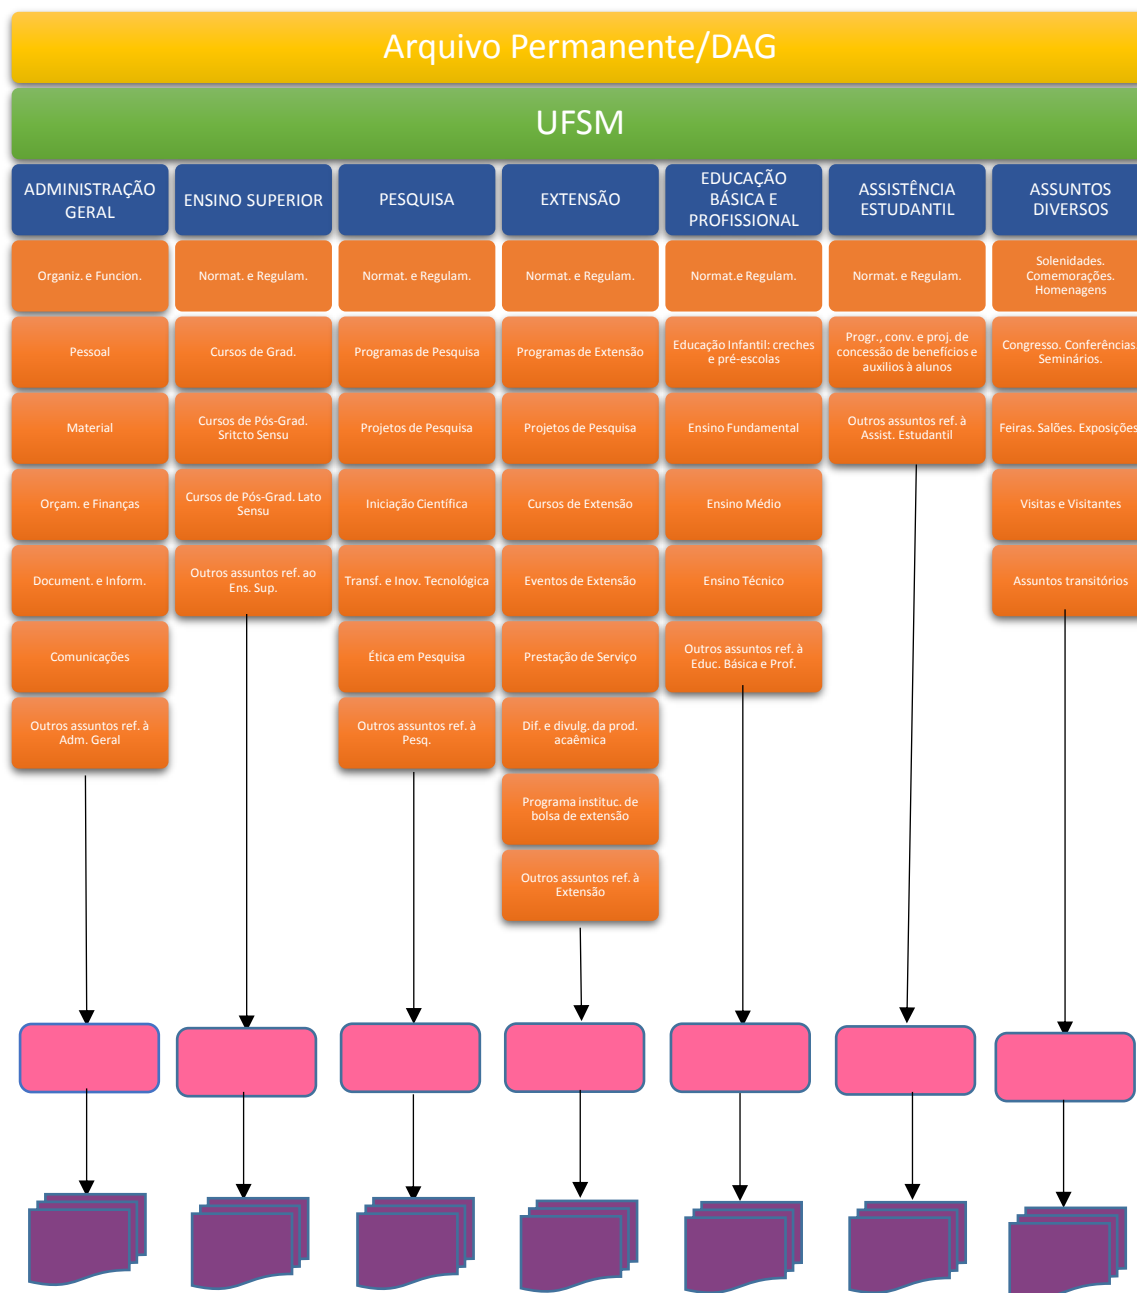 Arquivo Permanente/DAG
UFSM
ADMINISTRAÇÃO
GERAL
ENSINO SUPERIOR
PESQUISA
EXTENSÃO
EDUCAÇÃO
BÁSICA E
PROFISSIONAL
ASSISTÊNCIA
ESTUDANTIL
ASSUNTOS
DIVERSOS
Organiz. e Funcion.
Normat. e Regulam.
Normat. e Regulam.
Normat. e Regulam.
Normat.e Regulam.
Normat. e Regulam.
Solenidades.
Comemorações.
Homenagens
Pessoal
Cursos de Grad.
Programas de Pesquisa
Programas de Extensão
Educação Infantil: creches
e pré-escolas
Progr., conv. e proj. de
concessão de benefícios e
auxilios à alunos
Congresso. Conferências.
Seminários.
Material
Cursos de Pós-Grad.
Sritcto Sensu
Projetos de Pesquisa
Projetos de Pesquisa
Ensino Fundamental
Outros assuntos ref. à
Assist. Estudantil
Feiras. Salões. Exposições
Orçam. e Finanças
Cursos de Pós-Grad. Lato
Sensu
Iniciação Científica
Cursos de Extensão
Ensino Médio
Visitas e Visitantes
Document. e Inform.
Outros assuntos ref. ao
Ens. Sup.
Transf. e Inov. Tecnológica
Eventos de Extensão
Ensino Técnico
Assuntos transitórios
Comunicações
Ética em Pesquisa
Prestação de Serviço
Outros assuntos ref. à
Educ. Básica e Prof.
Outros assuntos ref. à
Adm. Geral
Outros assuntos ref. à
Pesq.
Dif. e divulg. da prod.
acaêmica
Programa instituc. de
bolsa de extensão
Outros assuntos ref. à
Extensão